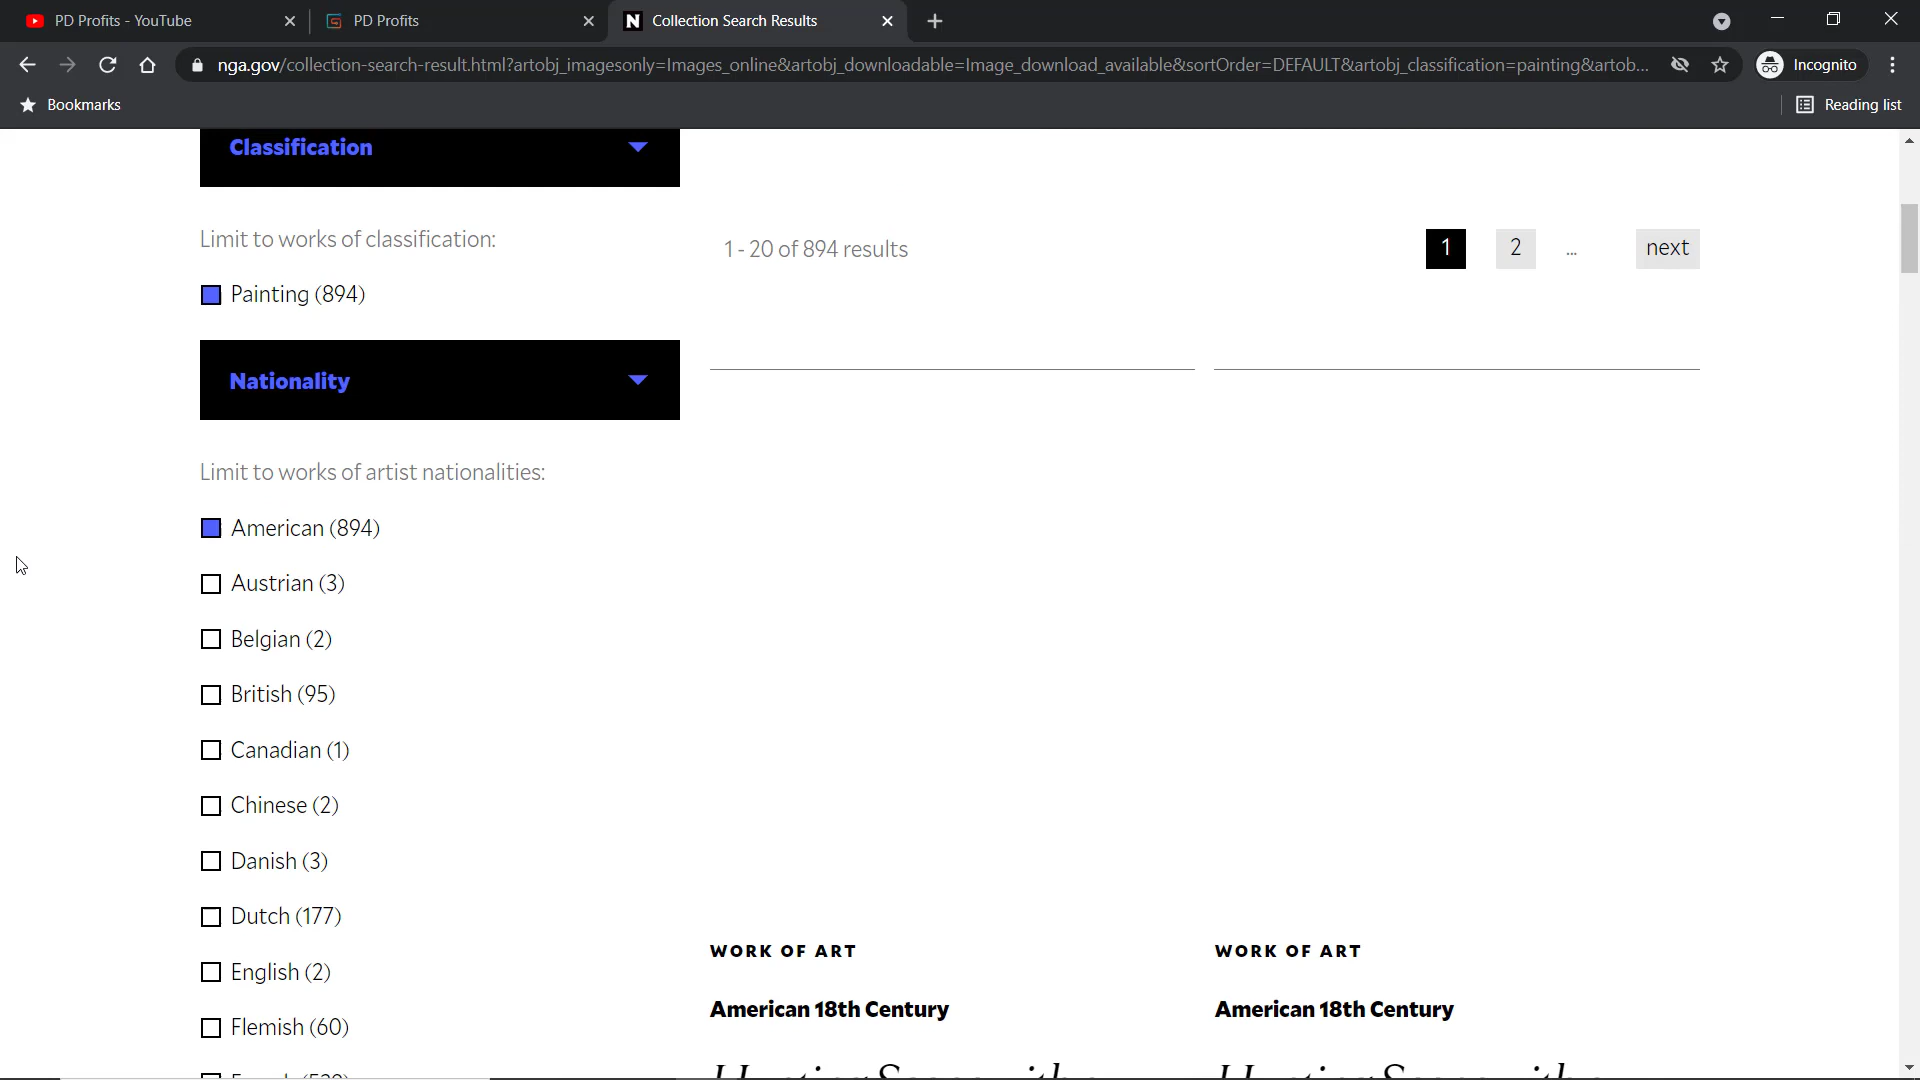 PD Profits - YouTube
PD Profits
N Collection Search Results
nga.gov/collection-search-result.html?artobj_imagesonly=Images_online&artobj_downloadable=Image_download_available&sortOrder=DEFAULT&artobj_classification=painting&artob...
Incognito
Bookmarks
Reading list
Classification
Limit to works of classification:
1 - 20 of 894 results
1 2 ... next
Painting (894)
Nationality
Limit to works of artist nationalities:
American (894)
Austrian (3)
Belgian (2)
British (95)
Canadian (1)
Chinese (2)
Danish (3)
Dutch (177)
English (2)
Flemish (60)
WORK OF ART
American 18th Century
WORK OF ART
American 18th Century